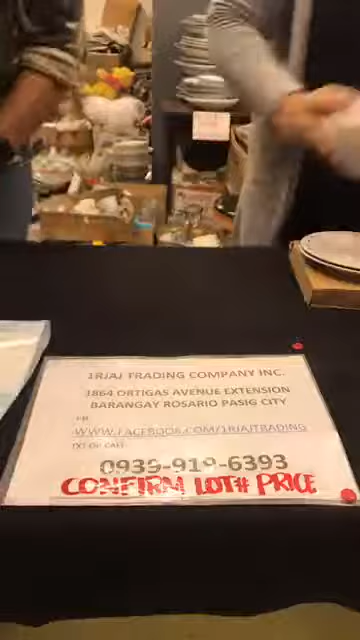 1RJAJ TRADING COMPANY INC.
1864 ORTIGAS AVENUE EXTENSION
BARANGAY ROSARIO PASIG CITY
FB:
WWW.FACEBOOK.COM/1RJAJTRADING
TXT OR CALL:
0935-919-6393
CONFIRM LOT# PRICE